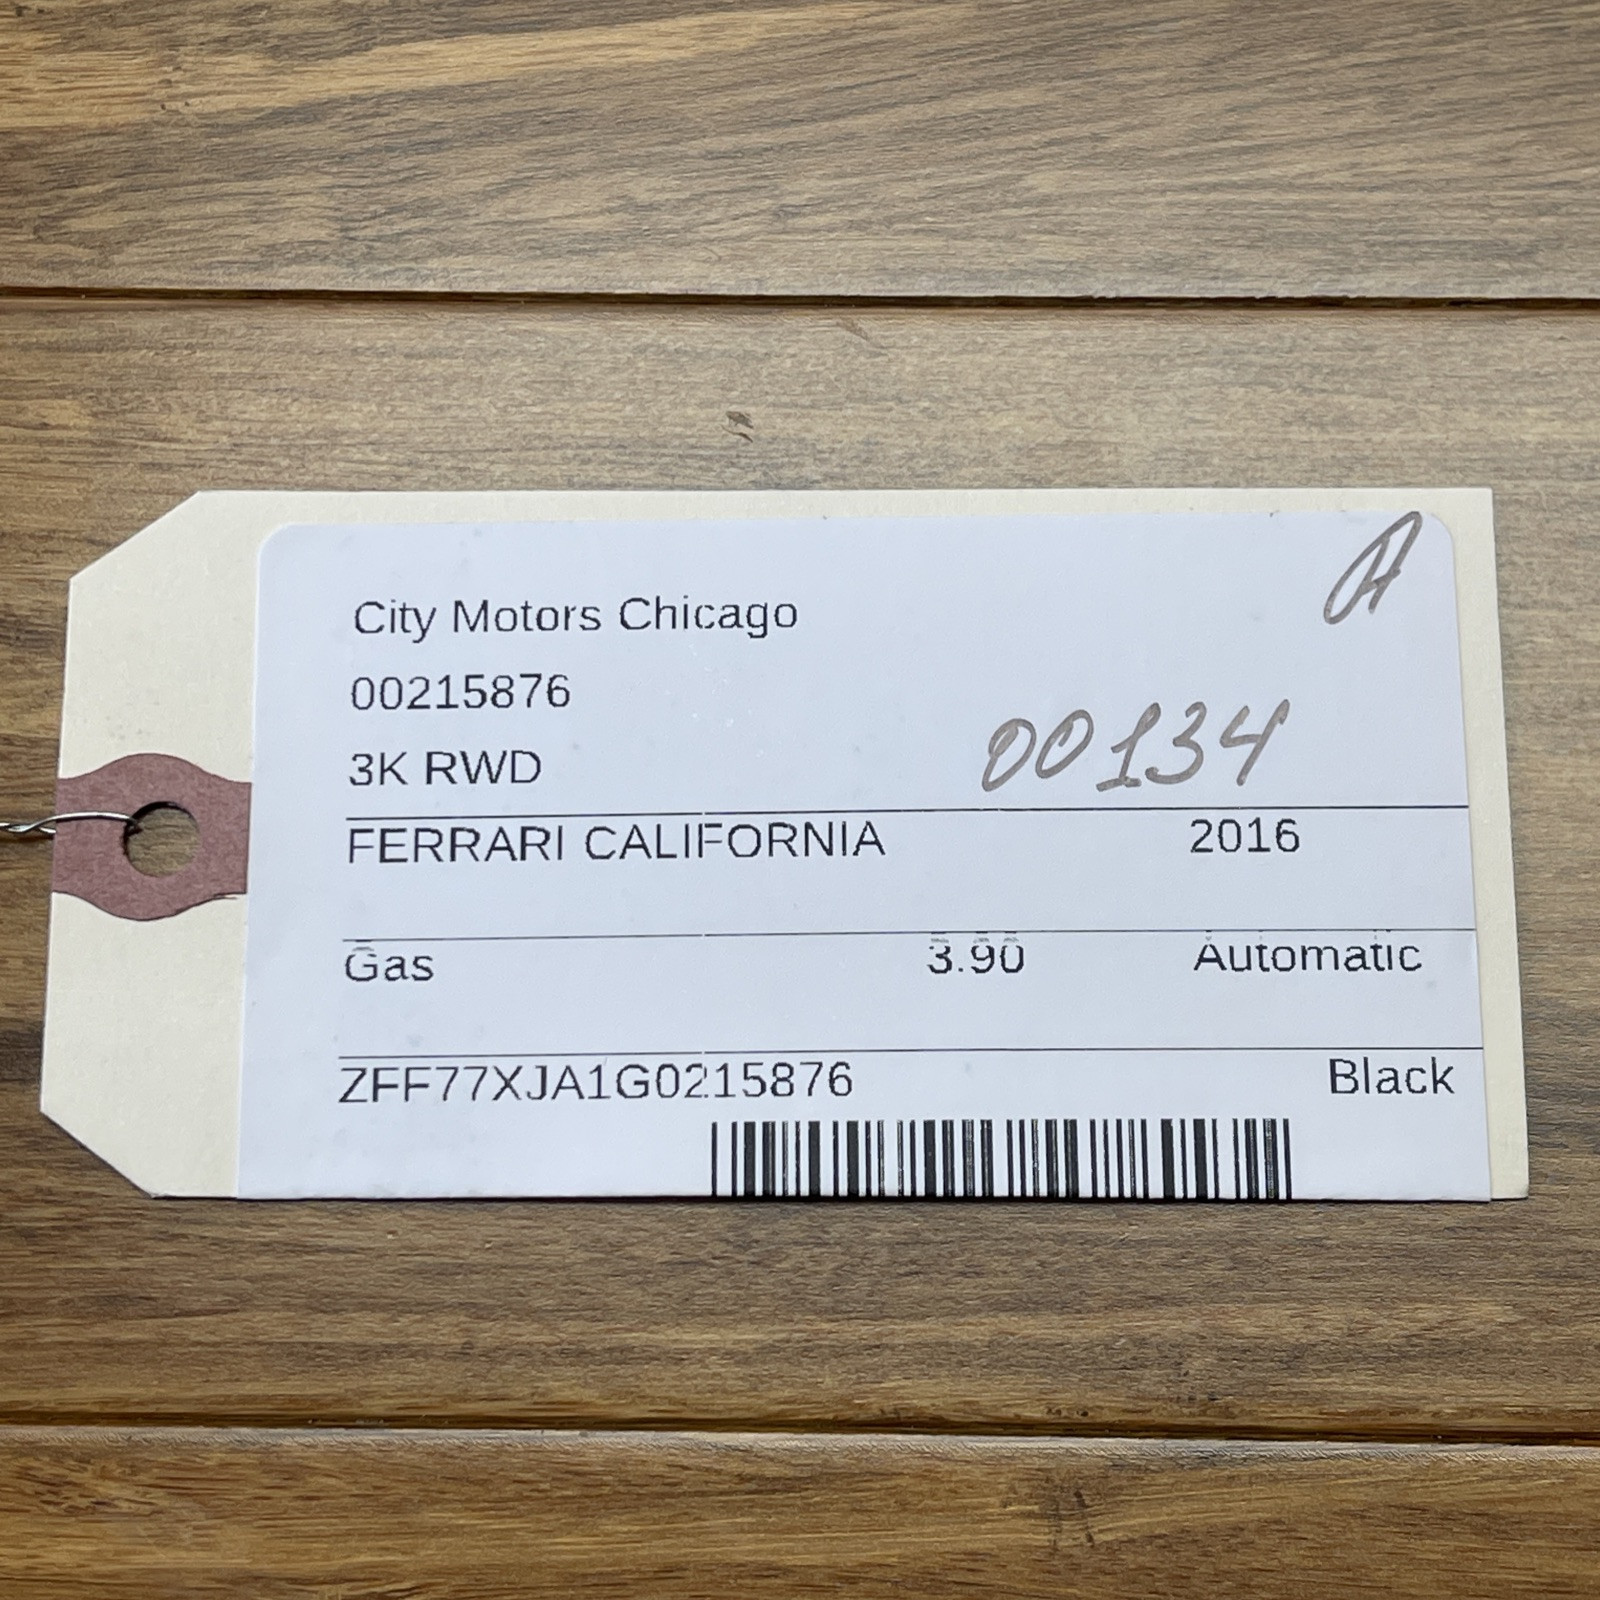 A
City Motors Chicago
00215876
00134
3K RWD
FERRARI CALIFORNIA 2016
Gas 3.90 Automatic
ZFF77XJA1G0215876 Black